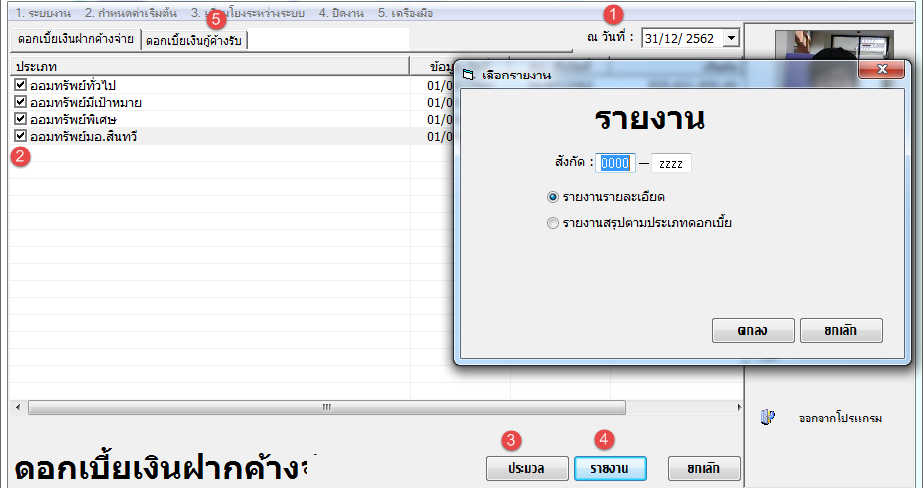 1. ระบบงาน 2. กำหนดค่าเริ่มต้น 3. โยงระหว่างระบบ 4. ปิดงาน 5. เครื่องมือ
1
5
ดอกเบี้ยเงินฝากค้างจ่าย ดอกเบี้ยเงินกู้ค้างรับ
ณ วันที่ : 31/12/ 2562
ประเภท
ออมทรัพย์ทั่วไป 01/0
ออมทรัพย์มีเป้าหมาย 01/0
ออมทรัพย์พิเศษ 01/0
ออมทรัพย์มอ.สินทวี 01/0
2
เลือกรายงาน
รายงาน
สังกัด : 0000 – zzzz
รายงานรายละเอียด
รายงานสรุปตามประเภทดอกเบี้ย
ตกลง ยกเลิก
ออกจากโปรแกรม
3 4
ดอกเบี้ยเงินฝากค้าง
ประมวล รายงาน ยกเลิก